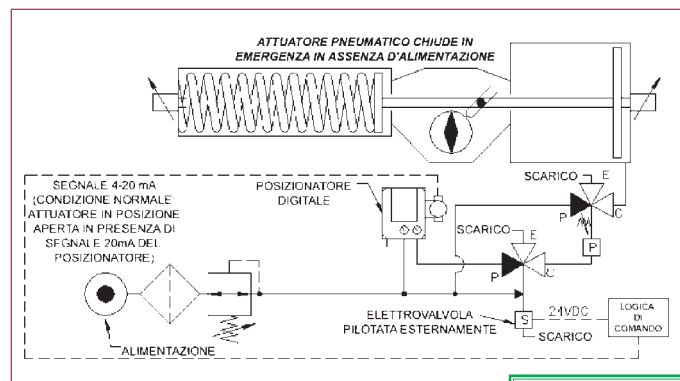 ATTUATORE PNEUMATICO CHIUDE IN
EMERGENZA IN ASSENZA D'ALIMENTAZIONE
SEGNALE 4-20 mA
(CONDIZIONE NORMALE
ATTUATORE IN POSIZIONE
APERTA IN PRESENZA DI
SEGNALE 20mA DEL
POSIZIONATORE)
POSIZIONATORE
DIGITALE
SCARICO
E
P
C
P
SCARICO
E
P
C
ELETTROVALVOLA
PILOTATA ESTERNAMENTE
S
24VDC
SCARICO
LOGICA
DI
COMANDO
ALIMENTAZIONE